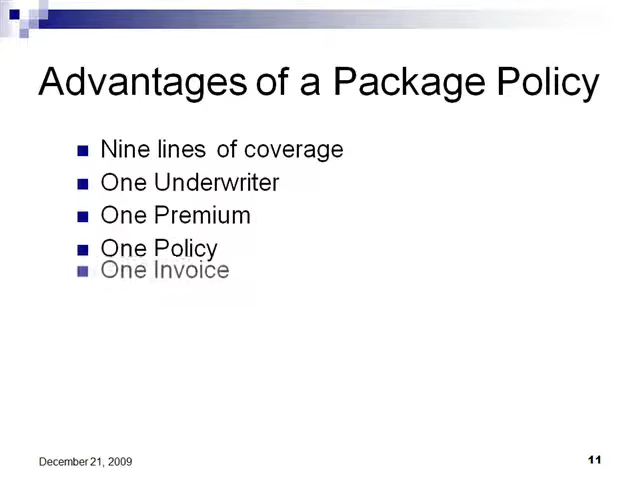 Advantages of a Package Policy
Nine lines of coverage
One Underwriter
One Premium
One Policy
One Invoice
December 21, 2009
11